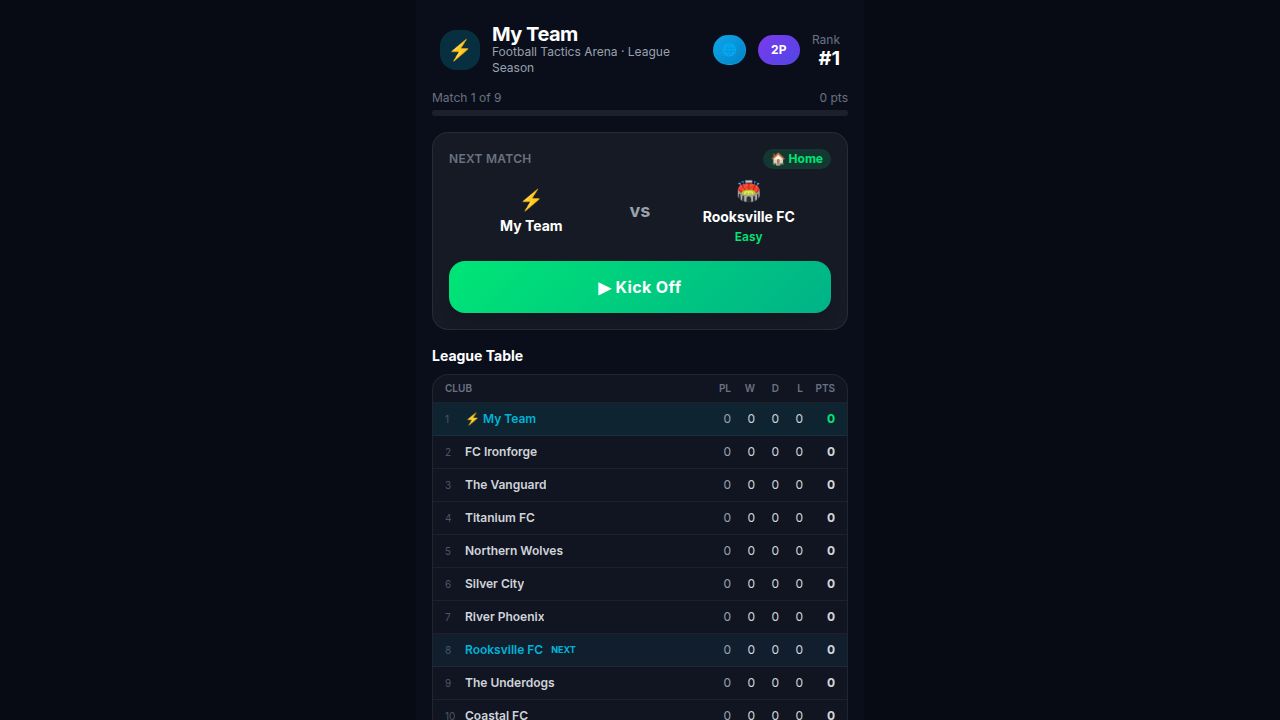 My Team
Football Tactics Arena · League
Season
2P
Rank
#1
Match 1 of 9
0 pts
NEXT MATCH
Home
My Team
vs
Rooksville FC
Easy
▶ Kick Off
League Table
CLUB PL W D L PTS
1 My Team 0 0 0 0 0
2 FC Ironforge 0 0 0 0 0
3 The Vanguard 0 0 0 0 0
4 Titanium FC 0 0 0 0 0
5 Northern Wolves 0 0 0 0 0
6 Silver City 0 0 0 0 0
7 River Phoenix 0 0 0 0 0
8 Rooksville FC NEXT 0 0 0 0 0
9 The Underdogs 0 0 0 0 0
10 Coastal FC 0 0 0 0 0